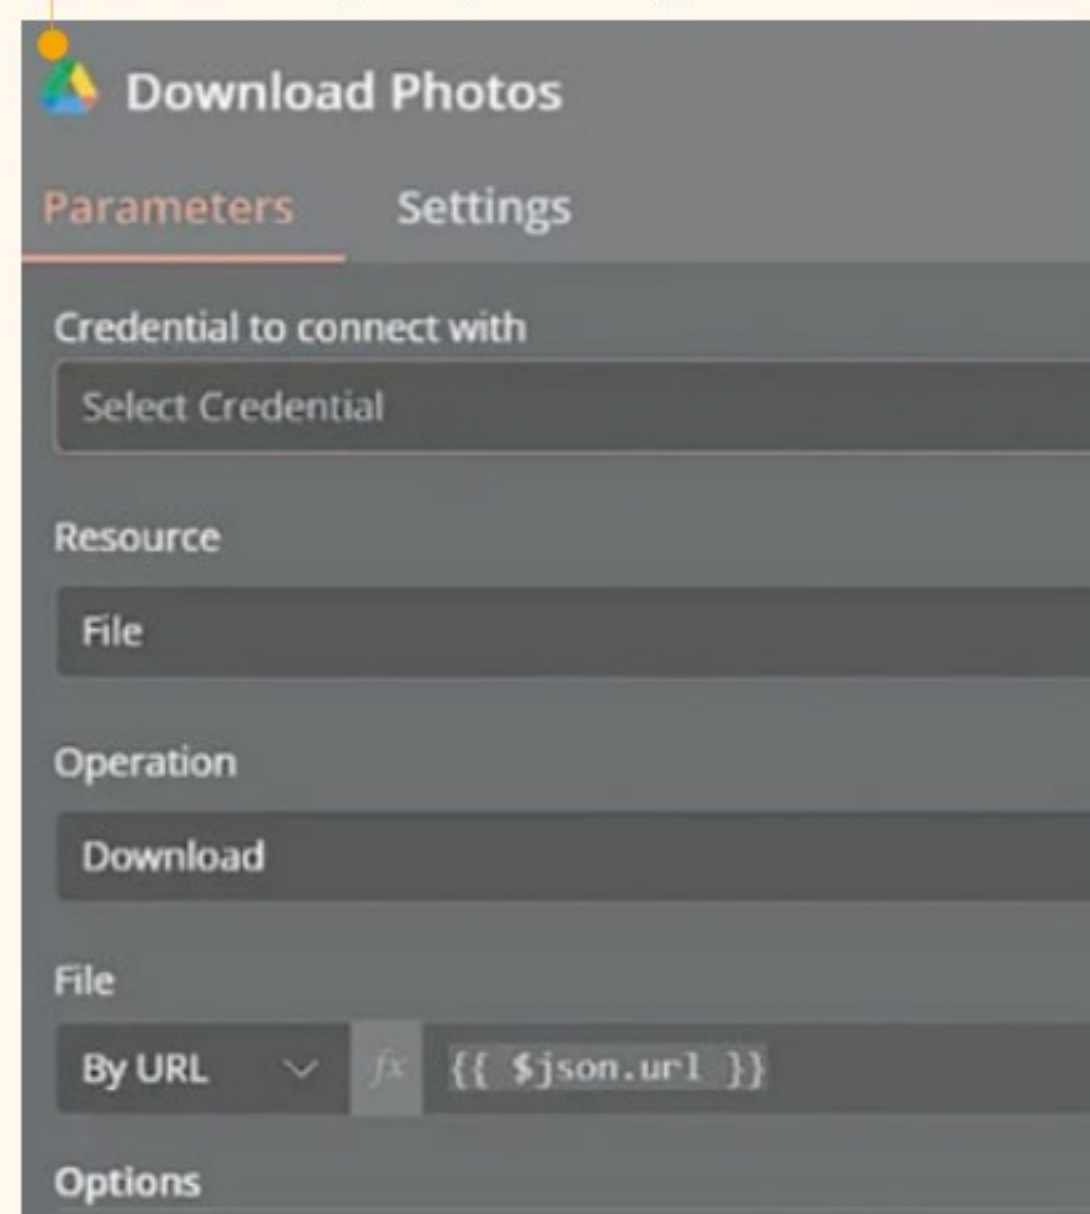 Download Photos
Parameters Settings
Credential to connect with
Select Credential
Resource
File
Operation
Download
File
By URL fx {{ $json.url }}
Options